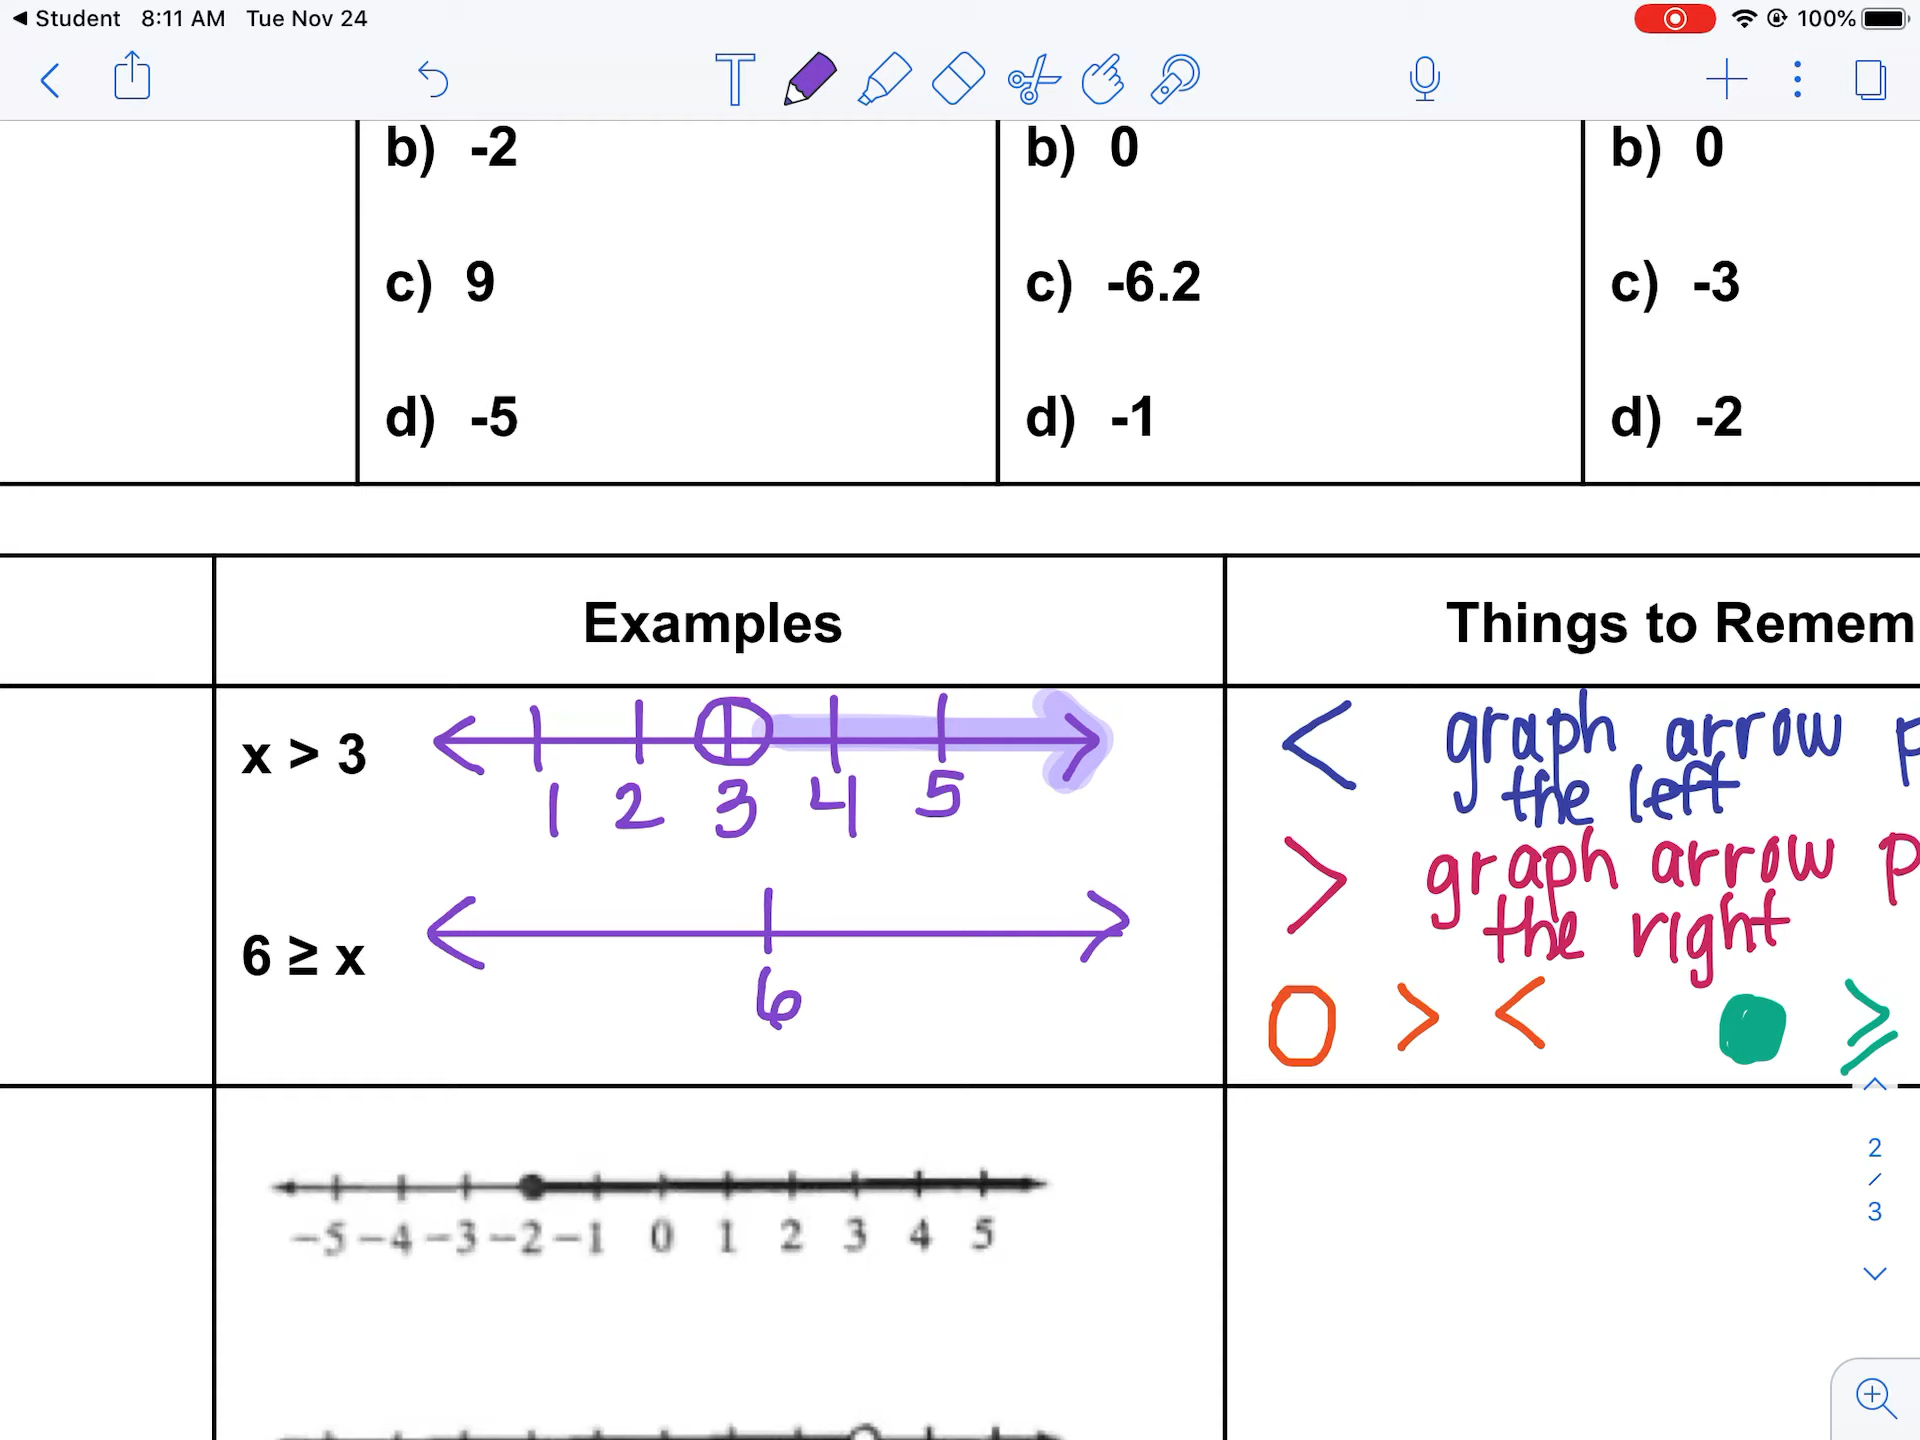 Student 8:11 AM Tue Nov 24 100%
b) -2 b) 0 b) 0
c) 9 c) -6.2 c) -3
d) -5 d) -1 d) -2
Examples Things to Remem
x > 3
1 2 3 4 5
< graph arrow p
the left
> graph arrow p
the right
6 ≥ x
6
> < ≥
-5 -4 -3 -2 -1 0 1 2 3 4 5
2
/
3